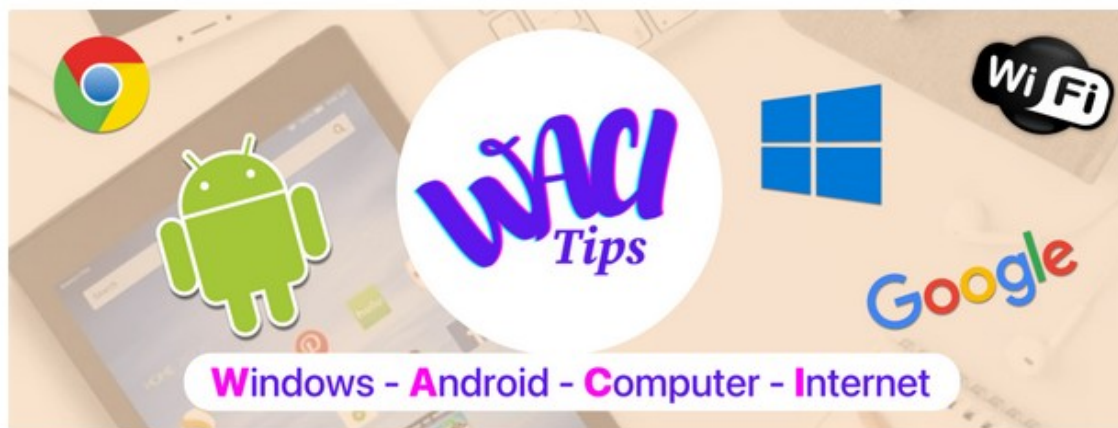 WACI
Tips
Wi Fi
Google
Windows - Android - Computer - Internet